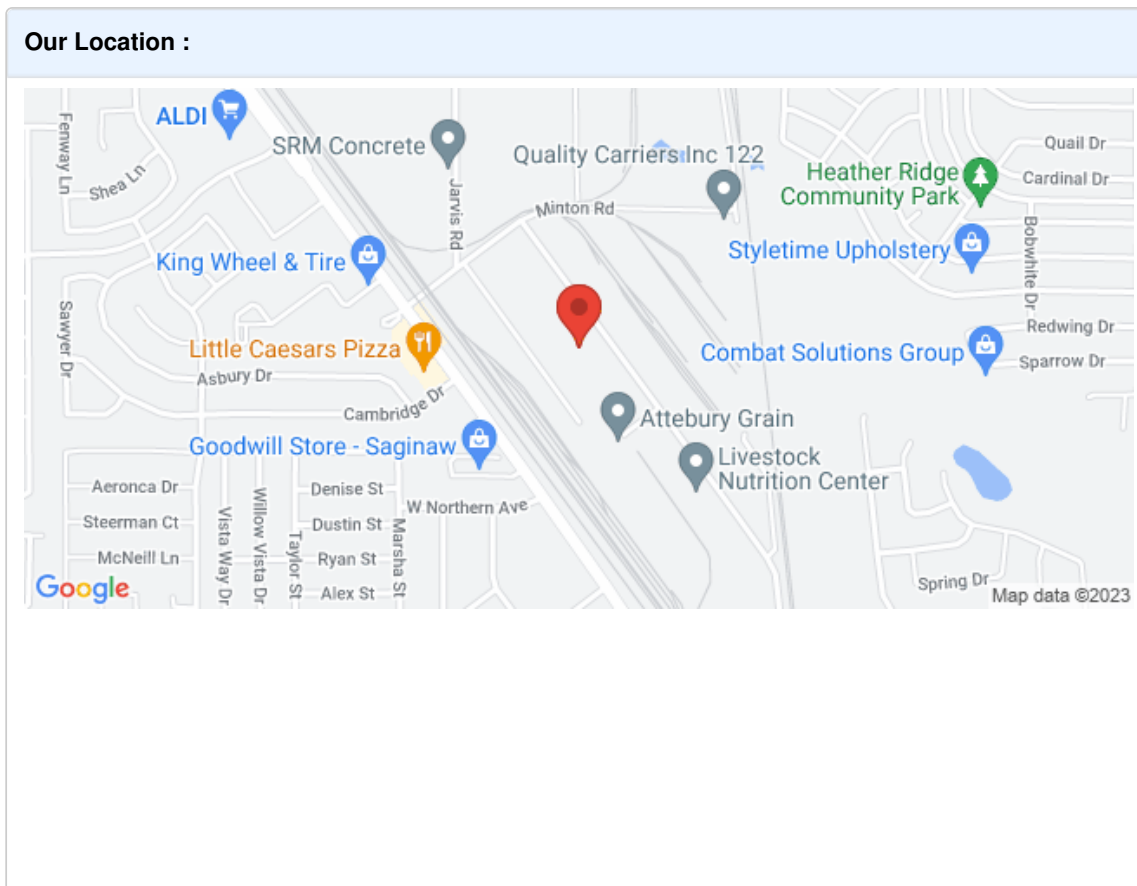 Our Location :
ALDI
SRM Concrete
Quality Carriers Inc 122
Heather Ridge
Community Park
Quail Dr
Cardinal Dr
Fenway Ln
Shea Ln
Jarvis Rd
Minton Rd
Styletime Upholstery
Bobwhite Dr
King Wheel & Tire
Sawyer Dr
Little Caesars Pizza
Redwing Dr
Combat Solutions Group
Sparrow Dr
Asbury Dr
Cambridge Dr
Attebury Grain
Goodwill Store - Saginaw
Livestock
Nutrition Center
Aeronca Dr
Denise St
W Northern Ave
Steerman Ct
Vista Way Dr
Willow Vista Dr
Taylor St
Dustin St
Marsha St
McNeill Ln
Ryan St
Alex St
Spring Dr
Google
Map data ©2023